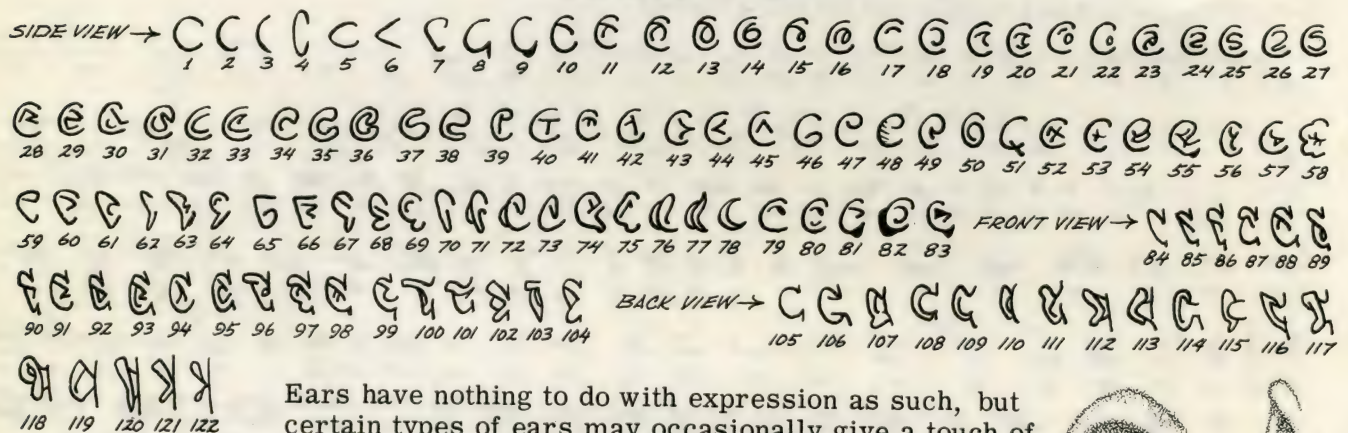 SIDE VIEW →
1 2 3 4 5 6 7 8 9 10 11 12 13 14 15 16 17 18 19 20 21 22 23 24 25 26 27
28 29 30 31 32 33 34 35 36 37 38 39 40 41 42 43 44 45 46 47 48 49 50 51 52 53 54 55 56 57 58
FRONT VIEW →
59 60 61 62 63 64 65 66 67 68 69 70 71 72 73 74 75 76 77 78 79 80 81 82 83 84 85 86 87 88 89
BACK VIEW →
90 91 92 93 94 95 96 97 98 99 100 101 102 103 104 105 106 107 108 109 110 111 112 113 114 115 116 117
Ears have nothing to do with expression as such, but
118 119 120 121 122 certain types of ears may occasionally give a touch of